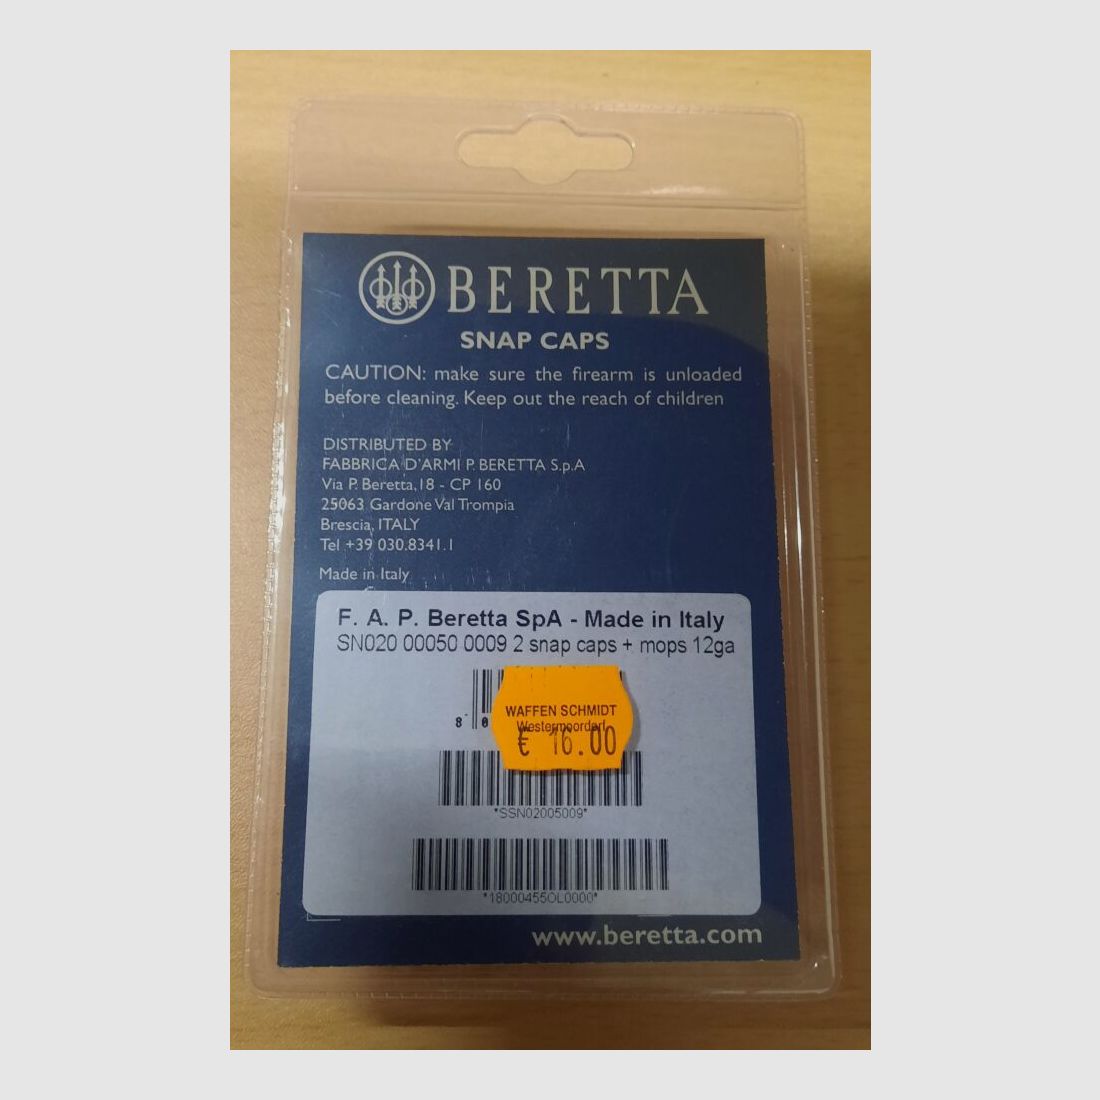 BERETTA
SNAP CAPS
CAUTION: make sure the firearm is unloaded
before cleaning. Keep out the reach of children
DISTRIBUTED BY
FABBRICA D'ARMI P. BERETTA S.p.A
Via P. Beretta, 18 - CP 160
25063 Gardone Val Trompia
Brescia, ITALY
Tel +39 030.8341.1
Made in Italy
F. A. P. Beretta SpA - Made in Italy
SN020 00050 0009 2 snap caps + mops 12ga
WAFFEN SCHMIDT
Westermoordorf
€ 16.00
8 0
*SSN02005009*
*18000455OL0000*
www.beretta.com